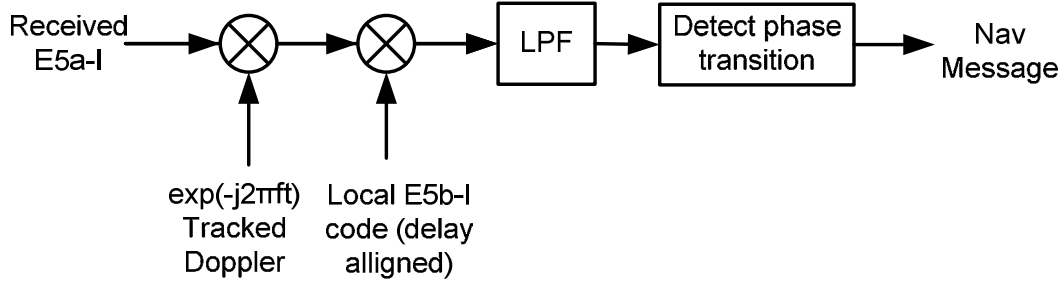 Received
E5a-I
LPF
Detect phase
transition
Nav
Message
exp(-j2πft)
Tracked
Doppler
Local E5b-I
code (delay
alligned)